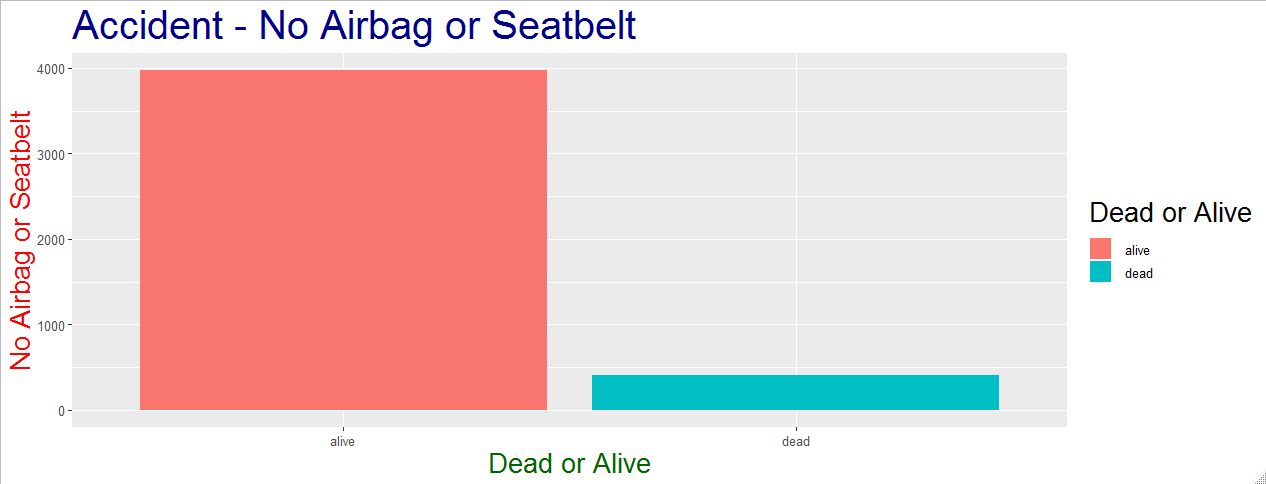 Accident - No Airbag or Seatbelt
No Airbag or Seatbelt
4000
3000
2000
1000
0
alive
dead
Dead or Alive
Dead or Alive
alive
dead